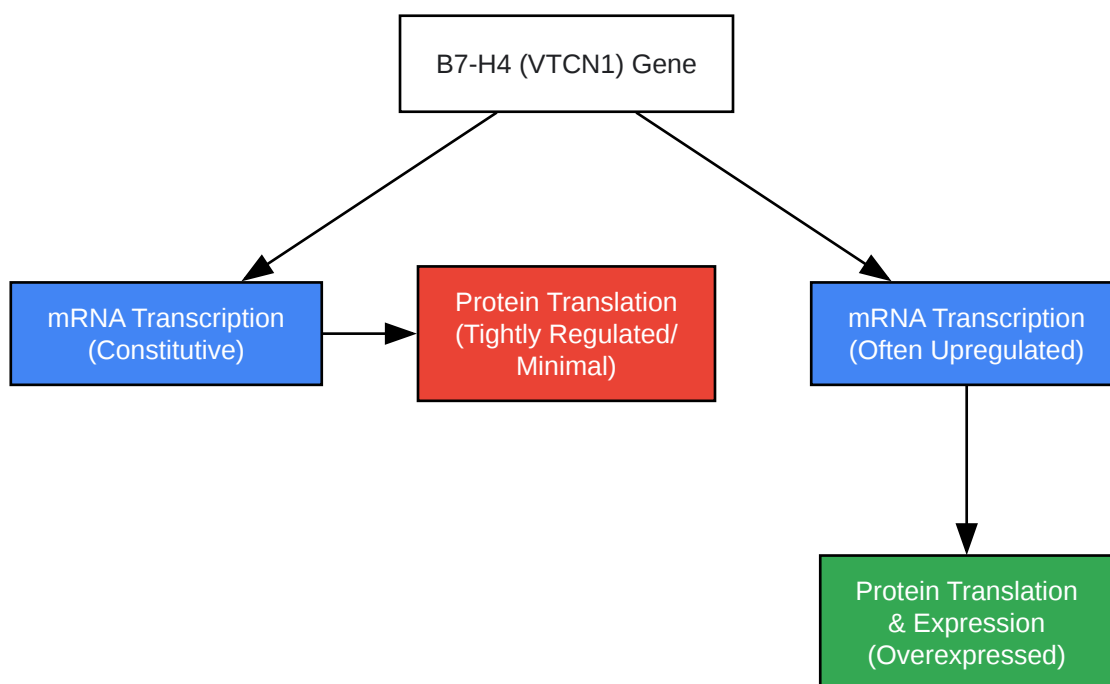 B7-H4 (VTCN1) Gene
mRNA Transcription
(Constitutive)
Protein Translation
(Tightly Regulated/
Minimal)
mRNA Transcription
(Often Upregulated)
Protein Translation
& Expression
(Overexpressed)